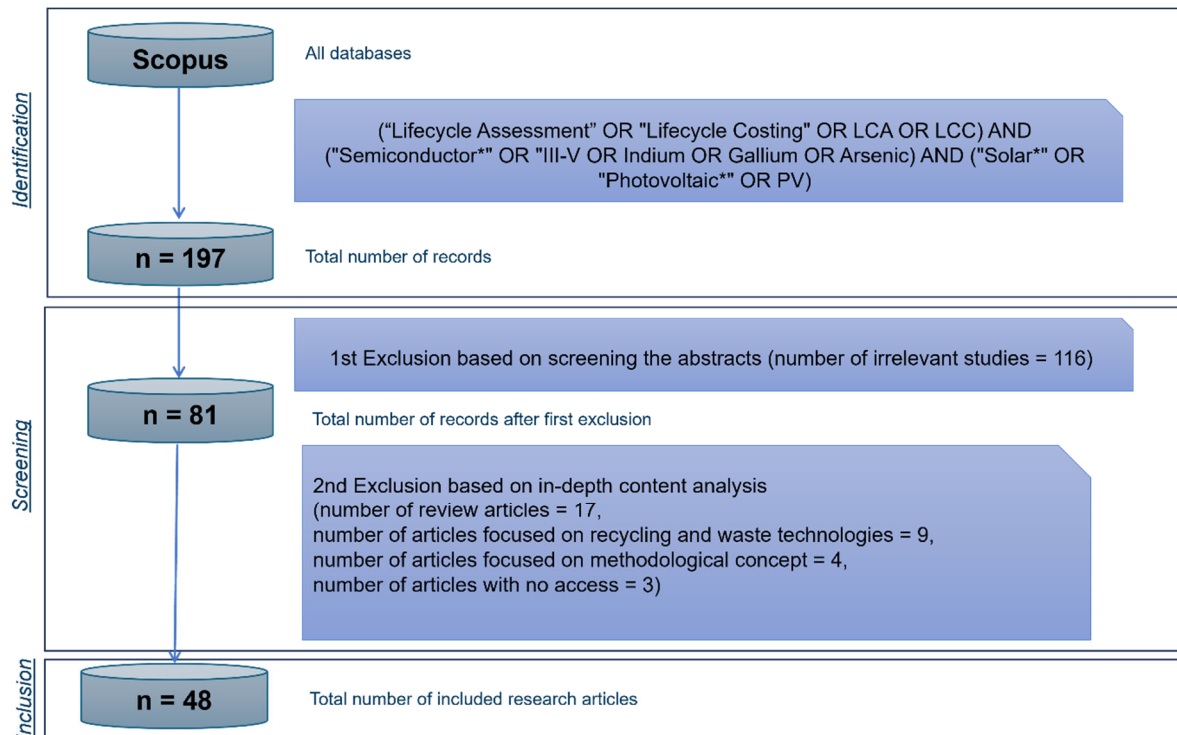 Identification
Scopus
All databases
(“Lifecycle Assessment” OR "Lifecycle Costing" OR LCA OR LCC) AND
("Semiconductor*" OR "III-V OR Indium OR Gallium OR Arsenic) AND ("Solar*" OR
"Photovoltaic*" OR PV)
n = 197
Total number of records
Screening
1st Exclusion based on screening the abstracts (number of irrelevant studies = 116)
n = 81
Total number of records after first exclusion
2nd Exclusion based on in-depth content analysis
(number of review articles = 17,
number of articles focused on recycling and waste technologies = 9,
number of articles focused on methodological concept = 4,
number of articles with no access = 3)
Inclusion
n = 48
Total number of included research articles